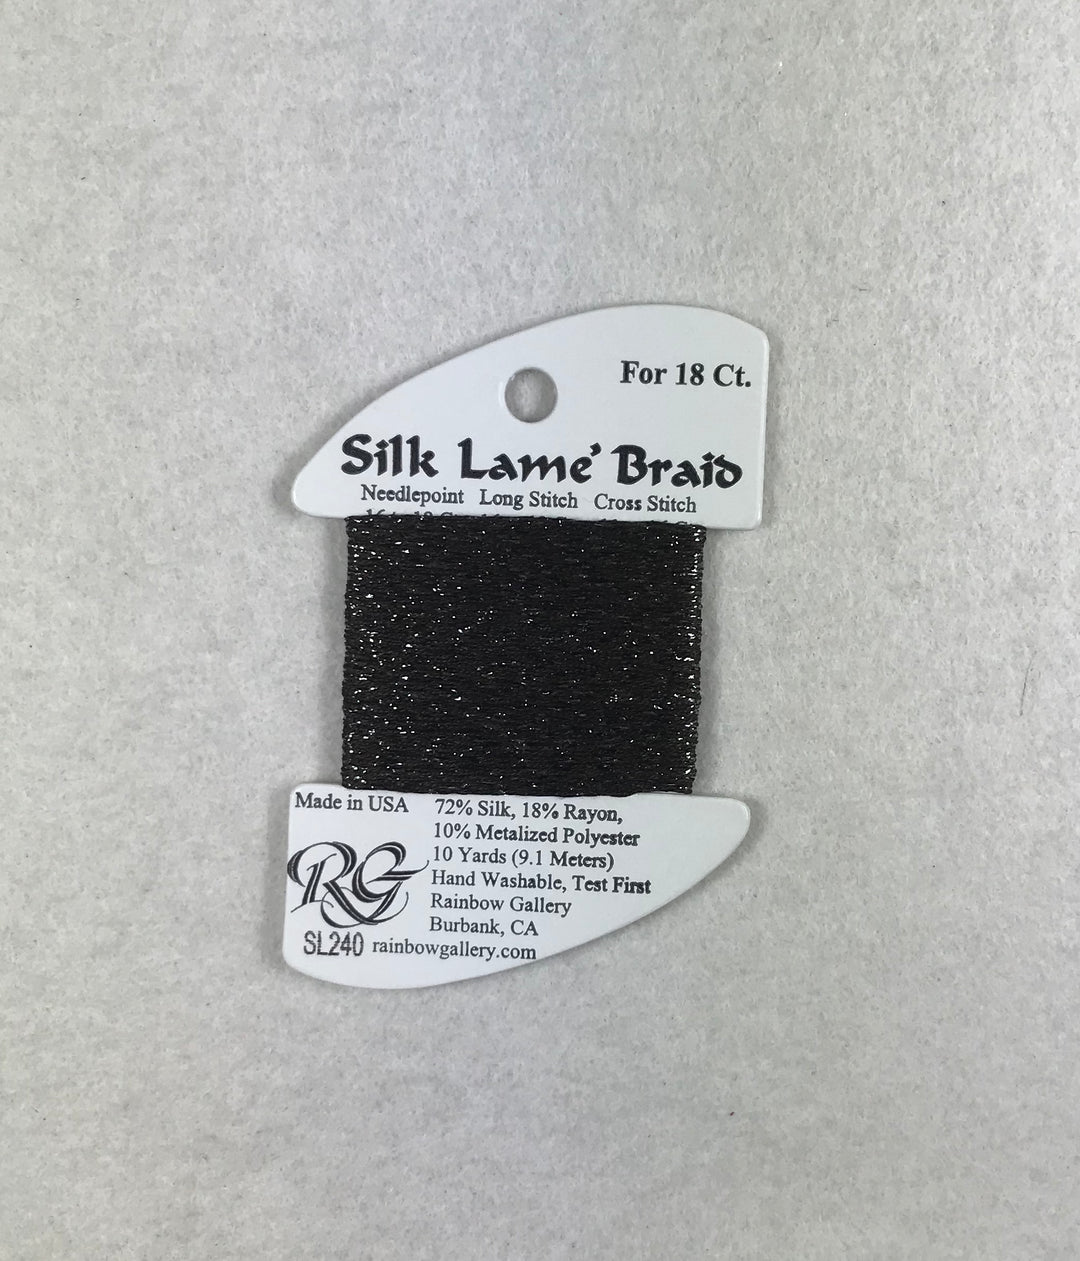 For 18 Ct.
Silk Lame' Braid
Needlepoint Long Stitch Cross Stitch
Made in USA
72% Silk, 18% Rayon,
10% Metalized Polyester
10 Yards (9.1 Meters)
Hand Washable, Test First
Rainbow Gallery
Burbank, CA
RG
SL240 rainbowgallery.com